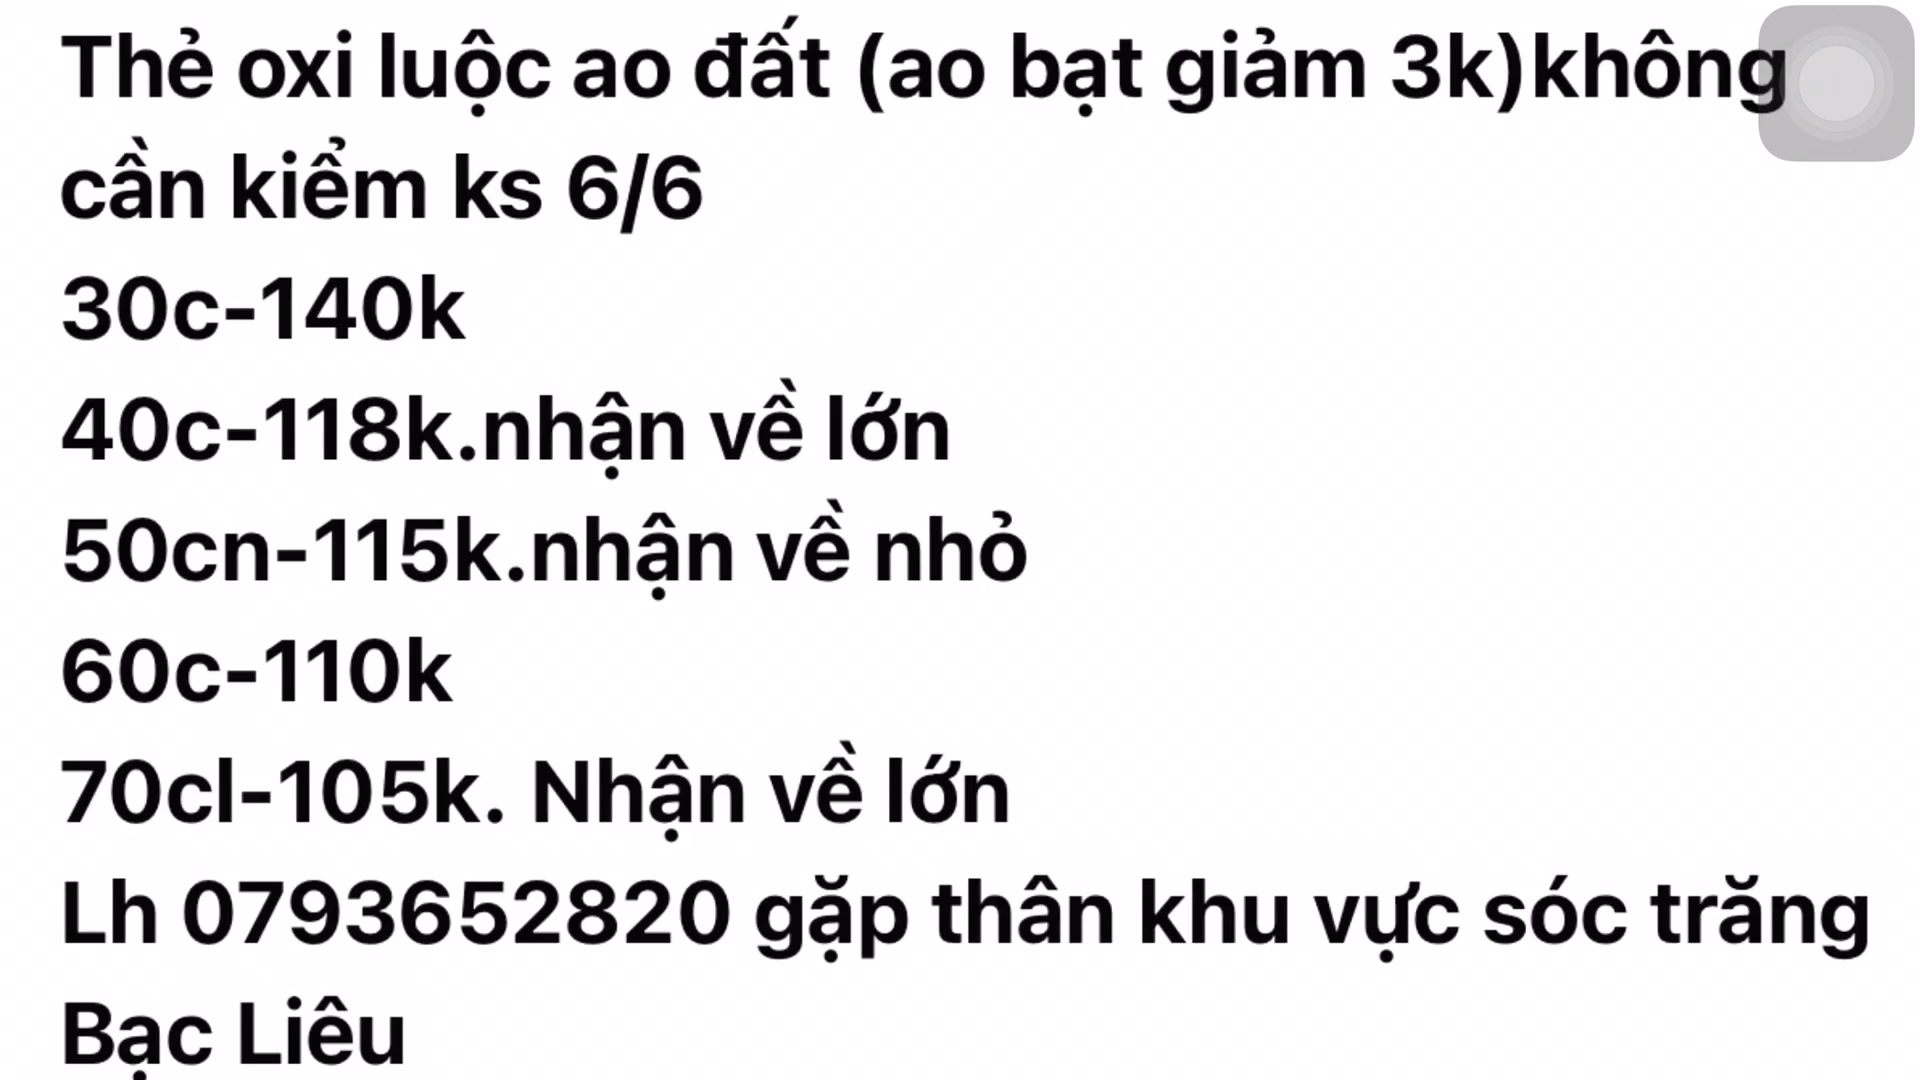 Thẻ oxi luộc ao đất (ao bạt giảm 3k)không
cần kiểm ks 6/6
30c-140k
40c-118k.nhận về lớn
50cn-115k.nhận về nhỏ
60c-110k
70cl-105k. Nhận về lớn
Lh 0793652820 gặp thân khu vực sóc trăng
Bạc Liêu